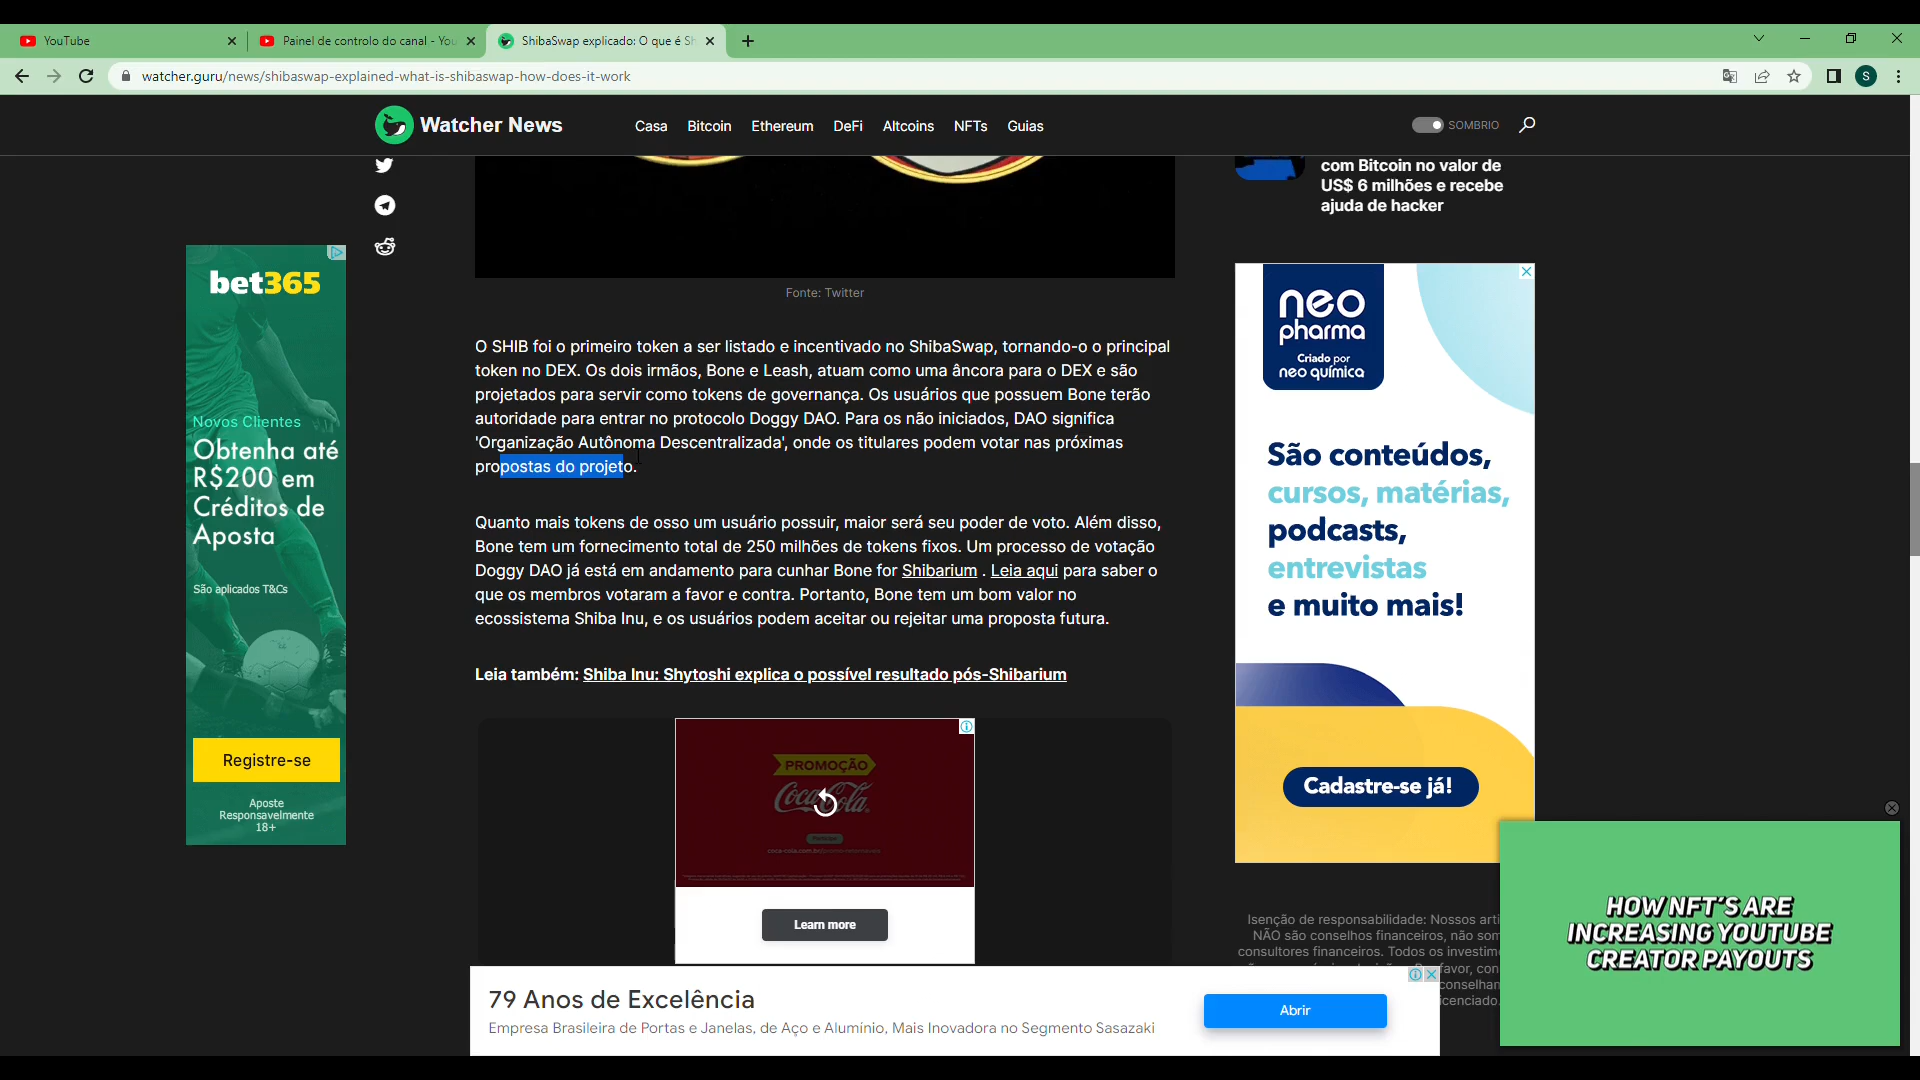 YouTube
Painel de controlo do canal - You
ShibaSwap explicado: O que é Sh
watcher.guru/news/shibaswap-explained-what-is-shibaswap-how-does-it-work
S
Watcher News
Casa Bitcoin Ethereum DeFi Altcoins NFTs Guias
SOMBRIO
com Bitcoin no valor de
US$ 6 milhões e recebe
ajuda de hacker
Fonte: Twitter
O SHIB foi o primeiro token a ser listado e incentivado no ShibaSwap, tornando-o o principal
token no DEX. Os dois irmãos, Bone e Leash, atuam como uma âncora para o DEX e são
projetados para servir como tokens de governança. Os usuários que possuem Bone terão
autoridade para entrar no protocolo Doggy DAO. Para os não iniciados, DAO significa
'Organização Autônoma Descentralizada', onde os titulares podem votar nas próximas
propostas do projeto.
Quanto mais tokens de osso um usuário possuir, maior será seu poder de voto. Além disso,
Bone tem um fornecimento total de 250 milhões de tokens fixos. Um processo de votação
Doggy DAO já está em andamento para cunhar Bone for Shibarium . Leia aqui para saber o
que os membros votaram a favor e contra. Portanto, Bone tem um bom valor no
ecossistema Shiba Inu, e os usuários podem aceitar ou rejeitar uma proposta futura.
Leia também: Shiba Inu: Shytoshi explica o possível resultado pós-Shibarium
bet365
Novos Clientes
Obtenha até
R$200 em
Créditos de
Aposta
São aplicados T&Cs
Registre-se
Aposte
Responsavelmente
18+
neo
pharma
Criado por
neo química
São conteúdos,
cursos, matérias,
podcasts,
entrevistas
e muito mais!
Cadastre-se já!
PROMOÇÃO
Coca-Cola
Learn more
Isenção de responsabilidade: Nossos arti
NÃO são conselhos financeiros, não som
consultores financeiros. Todos os investime
favor, con
conselhan
icenciado.
79 Anos de Excelência
Empresa Brasileira de Portas e Janelas, de Aço e Alumínio, Mais Inovadora no Segmento Sasazaki
Abrir
HOW NFT'S ARE
INCREASING YOUTUBE
CREATOR PAYOUTS